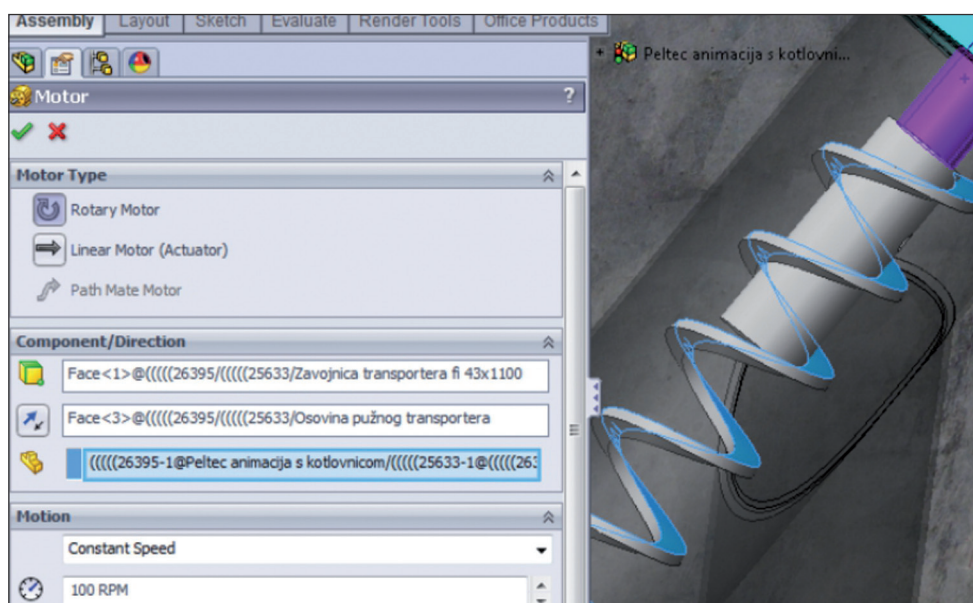 Assembly Layout Sketch Evaluate Render Tools Office Products
Peltec animacija s kotlovni...
Motor ?
Motor Type
Rotary Motor
Linear Motor (Actuator)
Path Mate Motor
Component/Direction
Face<1>@(((((26395/(((((25633/Zavojnica transportera fi 43x1100
Face<3>@(((((26395/(((((25633/Osovina pužnog transportera
(((((26395-1@Peltec animacija s kotlovnicom/(((((25633-1@(((((263
Motion
Constant Speed
100 RPM